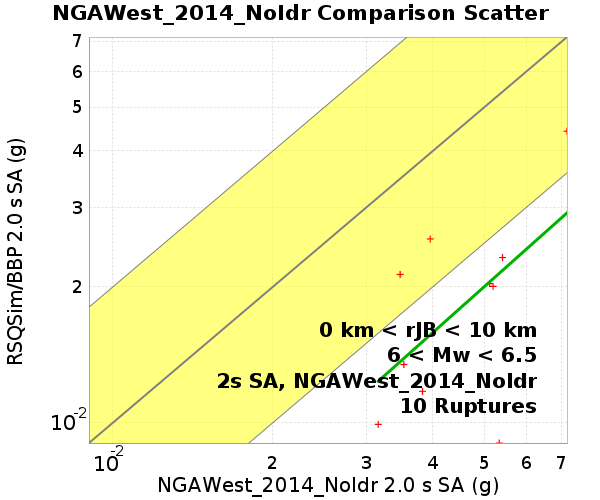 NGAWest_2014_NoIdr Comparison Scatter
7
6
5
4
3
2
10-2
RSQSim/BBP 2.0 s SA (g)
0 km < rJB < 10 km
6 < Mw < 6.5
2s SA, NGAWest_2014_NoIdr
10 Ruptures
10-2 2 3 4 5 6 7
NGAWest_2014_NoIdr 2.0 s SA (g)